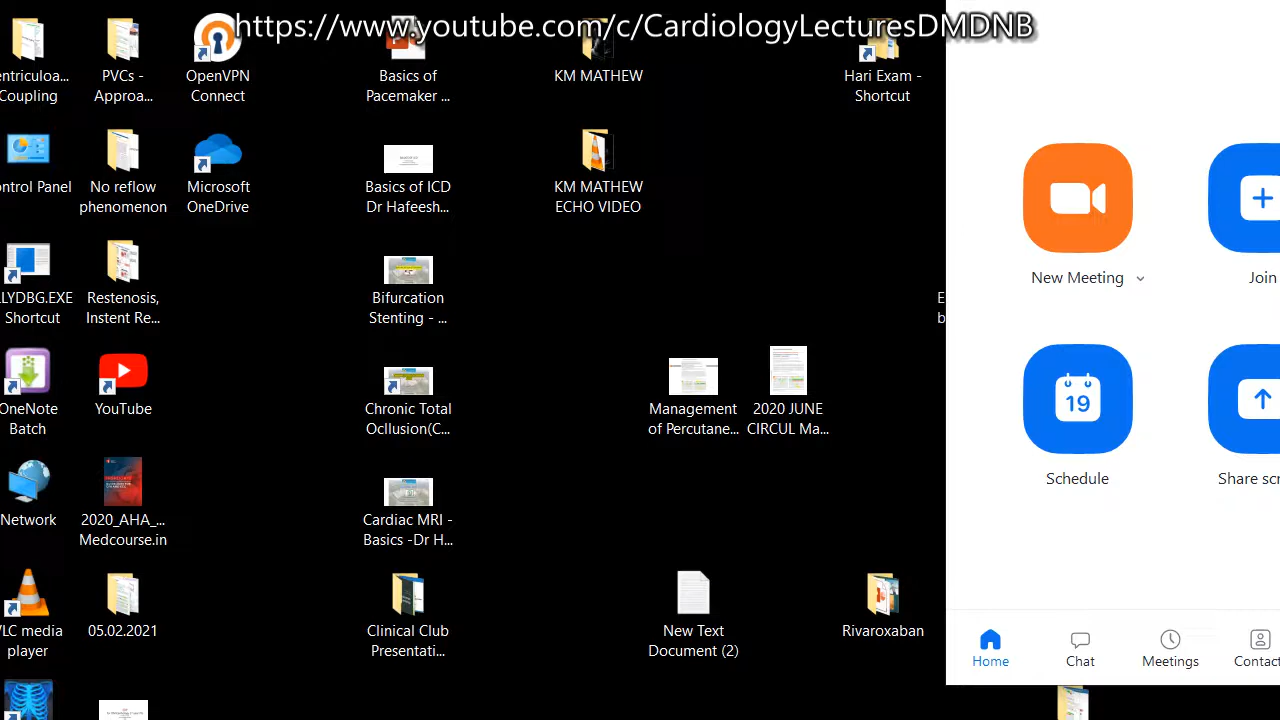 https://www.youtube.com/c/CardiologyLecturesDMDNB
entriculoa...
Coupling
PVCs -
Approa...
OpenVPN
Connect
Basics of
Pacemaker ...
KM MATHEW
Hari Exam -
Shortcut
ontrol Panel
No reflow
phenomenon
Microsoft
OneDrive
Basics of ICD
Dr Hafeesh...
KM MATHEW
ECHO VIDEO
New Meeting
Join
LLYDBG.EXE
Shortcut
Restenosis,
Instent Re...
Bifurcation
Stenting - ...
E
b
OneNote
Batch
YouTube
Chronic Total
Ocllusion(C...
Management
of Percutane...
2020 JUNE
CIRCUL Ma...
19
Schedule
Share scr
Network
2020_AHA_...
Medcourse.in
Cardiac MRI -
Basics -Dr H...
VLC media
player
05.02.2021
Clinical Club
Presentati...
New Text
Document (2)
Rivaroxaban
Home
Chat
Meetings
Contact